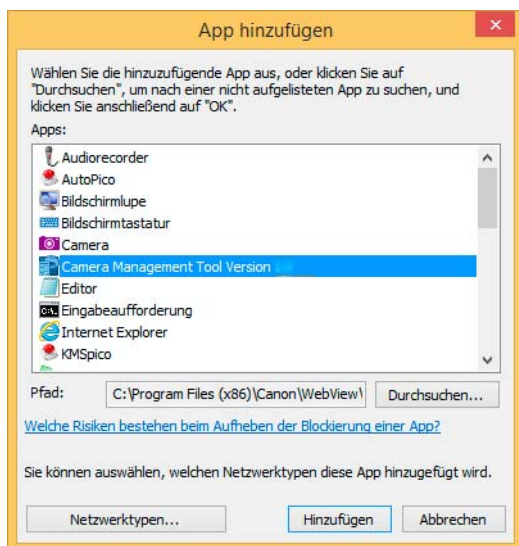 App hinzufügen
Wählen Sie die hinzuzufügende App aus, oder klicken Sie auf
"Durchsuchen", um nach einer nicht aufgelisteten App zu suchen, und
klicken Sie anschließend auf "OK".
Apps:
Audiorecorder
AutoPico
Bildschirmlupe
Bildschirmtastatur
Camera
Camera Management Tool Version
Editor
Eingabeaufforderung
Internet Explorer
KMSpico
Pfad:
C:\Program Files (x86)\Canon\WebView\
Durchsuchen...
Welche Risiken bestehen beim Aufheben der Blockierung einer App?
Sie können auswählen, welchen Netzwerktypen diese App hinzugefügt wird.
Netzwerktypen...
Hinzufügen
Abbrechen